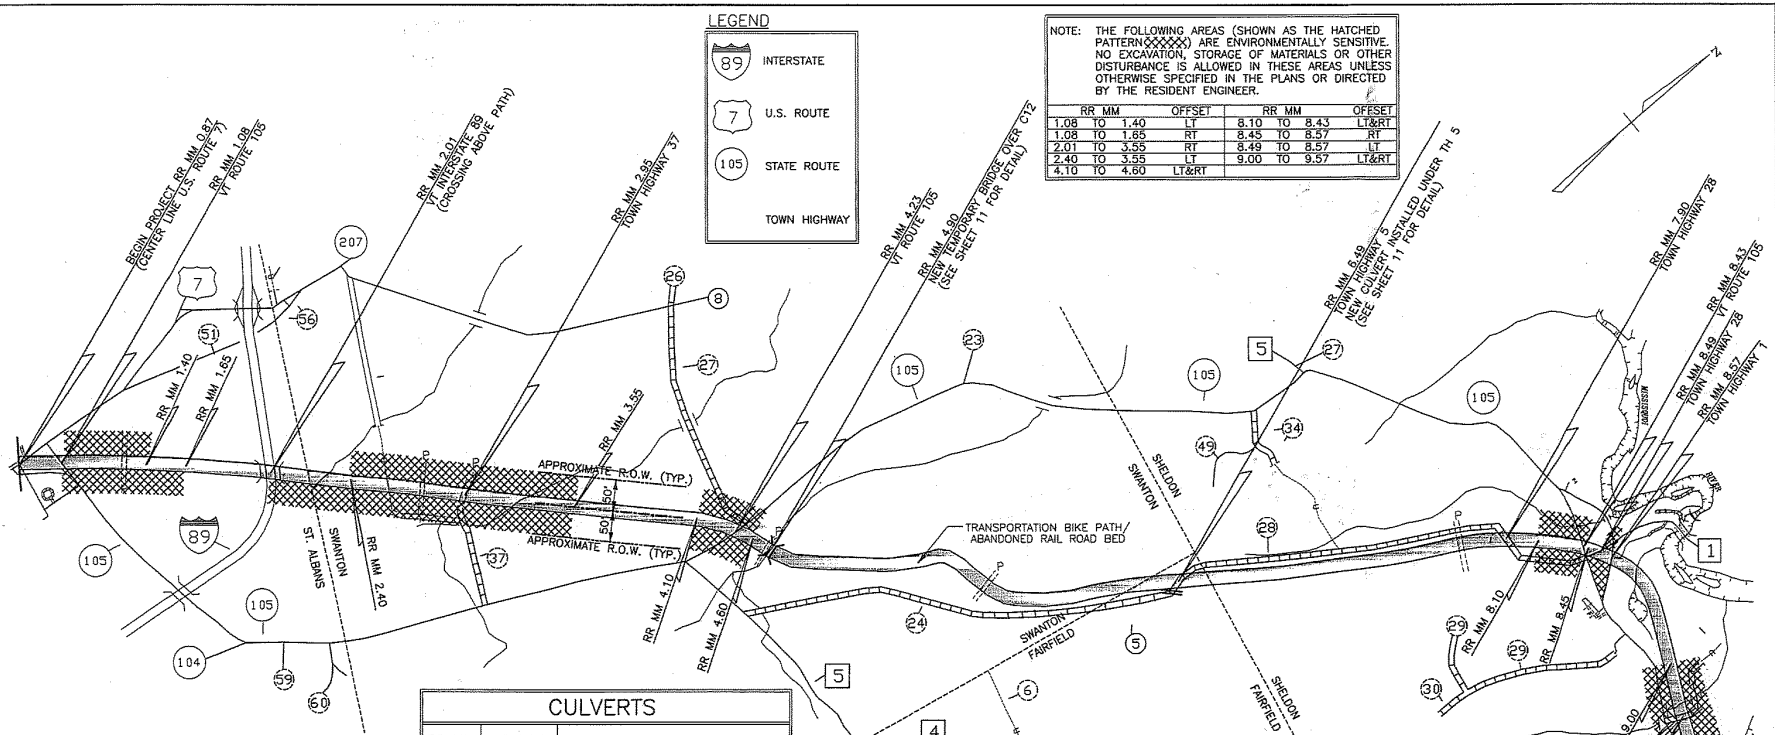 LEGEND
89 INTERSTATE
7 U.S. ROUTE
105 STATE ROUTE
TOWN HIGHWAY
NOTE: THE FOLLOWING AREAS (SHOWN AS THE HATCHED
PATTERN) ARE ENVIRONMENTALLY SENSITIVE.
NO EXCAVATION, STORAGE OF MATERIALS OR OTHER
DISTURBANCE IS ALLOWED IN THESE AREAS UNLESS
OTHERWISE SPECIFIED IN THE PLANS OR DIRECTED
BY THE RESIDENT ENGINEER.
RR MM OFFSET RR MM OFFSET
1.08 TO 1.40 LT 8.10 TO 8.43 LT&RT
1.08 TO 1.65 RT 8.45 TO 8.57 RT
2.01 TO 3.55 RT 8.49 TO 8.57 LT
2.40 TO 3.55 LT 9.00 TO 9.57 LT&RT
4.10 TO 4.60 LT&RT
Z
BEGIN PROJECT RR MM 0.87
(CENTER LINE U.S. ROUTE 7)
RR MM 1.08
VT ROUTE 105
RR MM 2.01
VT INTERSTATE 89
(CROSSING ABOVE PATH)
RR MM 2.95
TOWN HIGHWAY 37
RR MM 4.23
VT ROUTE 105
RR MM 4.90
NEW TEMPORARY BRIDGE OVER C12
(SEE SHEET 11 FOR DETAIL)
RR MM 6.49
TOWN HIGHWAY 5
NEW CULVERT INSTALLED UNDER TH 5
(SEE SHEET 11 FOR DETAIL)
RR MM 7.90
TOWN HIGHWAY 28
RR MM 8.43
VT ROUTE 105
RR MM 8.49
TOWN HIGHWAY 28
RR MM 8.57
TOWN HIGHWAY 1
207
7
56
51
26
8
27
23
105
105
5
27
105
34
49
MISSISSQUOI
RIVER
RR MM 1.40
RR MM 1.65
RR MM 3.55
APPROXIMATE R.O.W. (TYP.)
50'
50'
APPROXIMATE R.O.W. (TYP.)
P
P
P
P
P
SHELDON
SWANTON
TRANSPORTATION BIKE PATH/
ABANDONED RAIL ROAD BED
28
1
89
105
SWANTON
ST. ALBANS
RR MM 2.40
37
105
104
59
60
RR MM 4.10
RR MM 4.60
24
SWANTON
FAIRFIELD
5
5
6
4
SHELDON
FAIRFIELD
RR MM 8.10
RR MM 8.45
29
29
30
9.00
CULVERTS